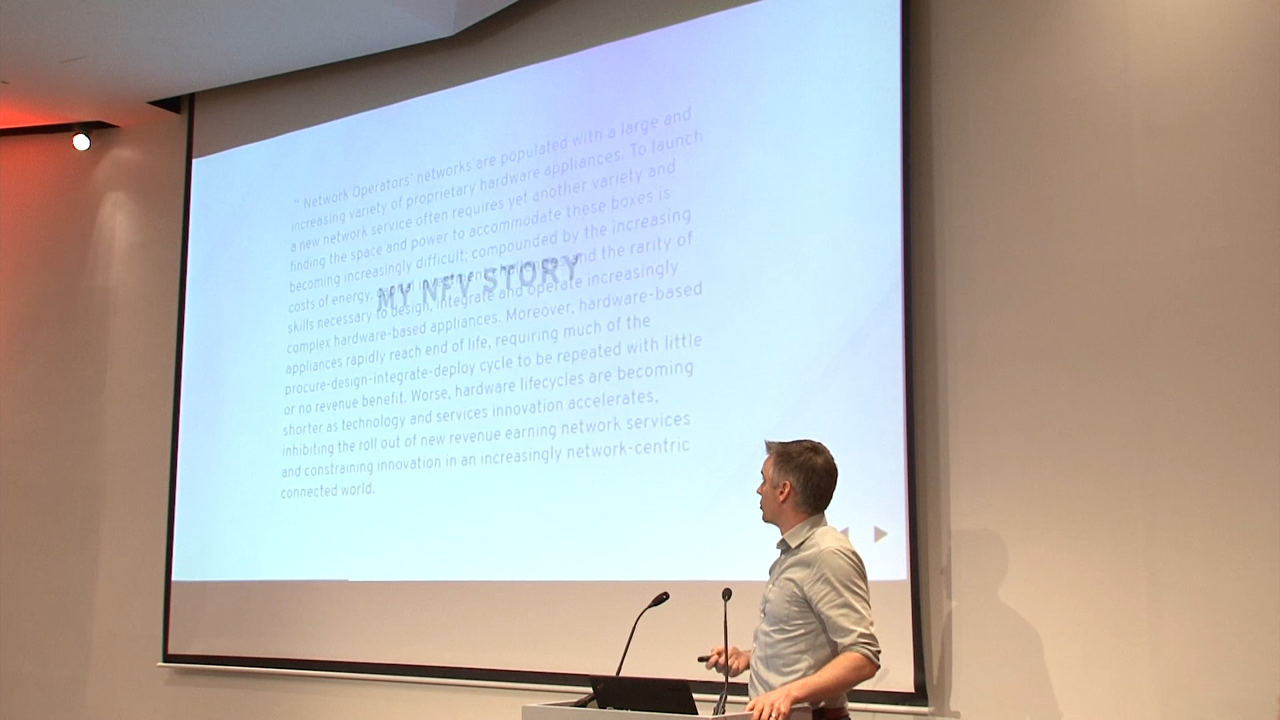 “ Network Operators’ networks are populated with a large and
increasing variety of proprietary hardware appliances. To launch
a new network service often requires yet another variety and
finding the space and power to accommodate these boxes is
becoming increasingly difficult; compounded by the increasing
costs of energy, and the rarity of
MY NFV STORY
skills necessary to design, integrate and operate increasingly
complex hardware-based appliances. Moreover, hardware-based
appliances rapidly reach end of life, requiring much of the
procure-design-integrate-deploy cycle to be repeated with little
or no revenue benefit. Worse, hardware lifecycles are becoming
shorter as technology and services innovation accelerates,
inhibiting the roll out of new revenue earning network services
and constraining innovation in an increasingly network-centric
connected world.